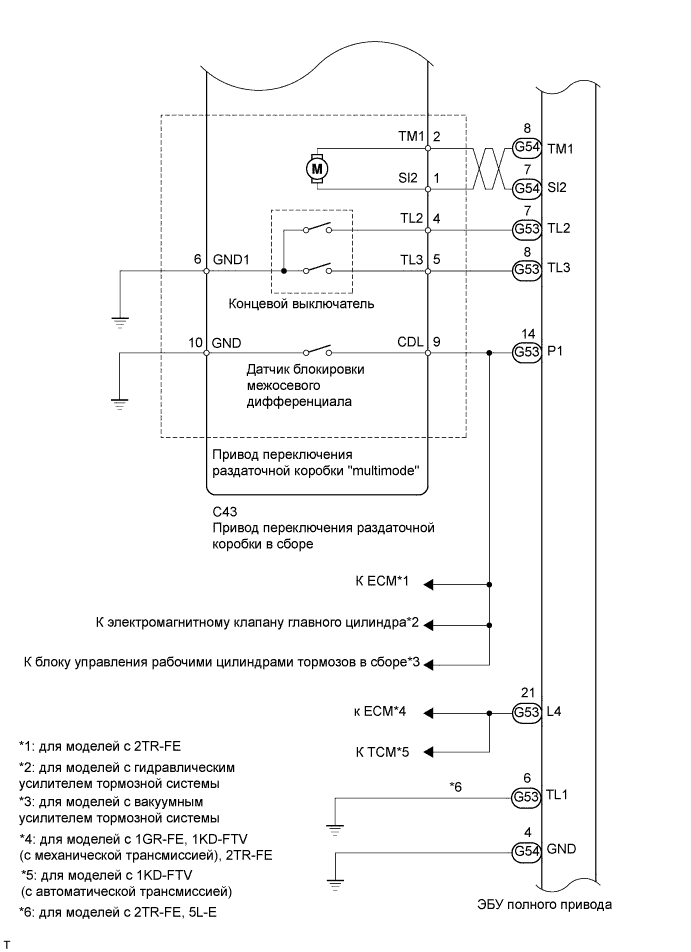 8
TM1 2 G54 TM1
M
7
SI2 1 G54 SI2
7
TL2 4 G53 TL2
8
6 GND1 TL3 5 G53 TL3
Концевой выключатель
14
10 GND CDL 9 G53 P1
Датчик блокировки
межосевого
дифференциала
Привод переключения
раздаточной коробки "multimode"
C43
Привод переключения раздаточной
коробки в сборе
К ECM*1
К электромагнитному клапану главного цилиндра*2
К блоку управления рабочими цилиндрами тормозов в сборе*3
21
к ECM*4 G53 L4
К TCM*5
6
*6 G53 TL1
4
G54 GND
ЭБУ полного привода
*1: для моделей с 2TR-FE
*2: для моделей с гидравлическим
усилителем тормозной системы
*3: для моделей с вакуумным
усилителем тормозной системы
*4: для моделей с 1GR-FE, 1KD-FTV
(с механической трансмиссией), 2TR-FE
*5: для моделей с 1KD-FTV
(с автоматической трансмиссией)
*6: для моделей с 2TR-FE, 5L-E
T